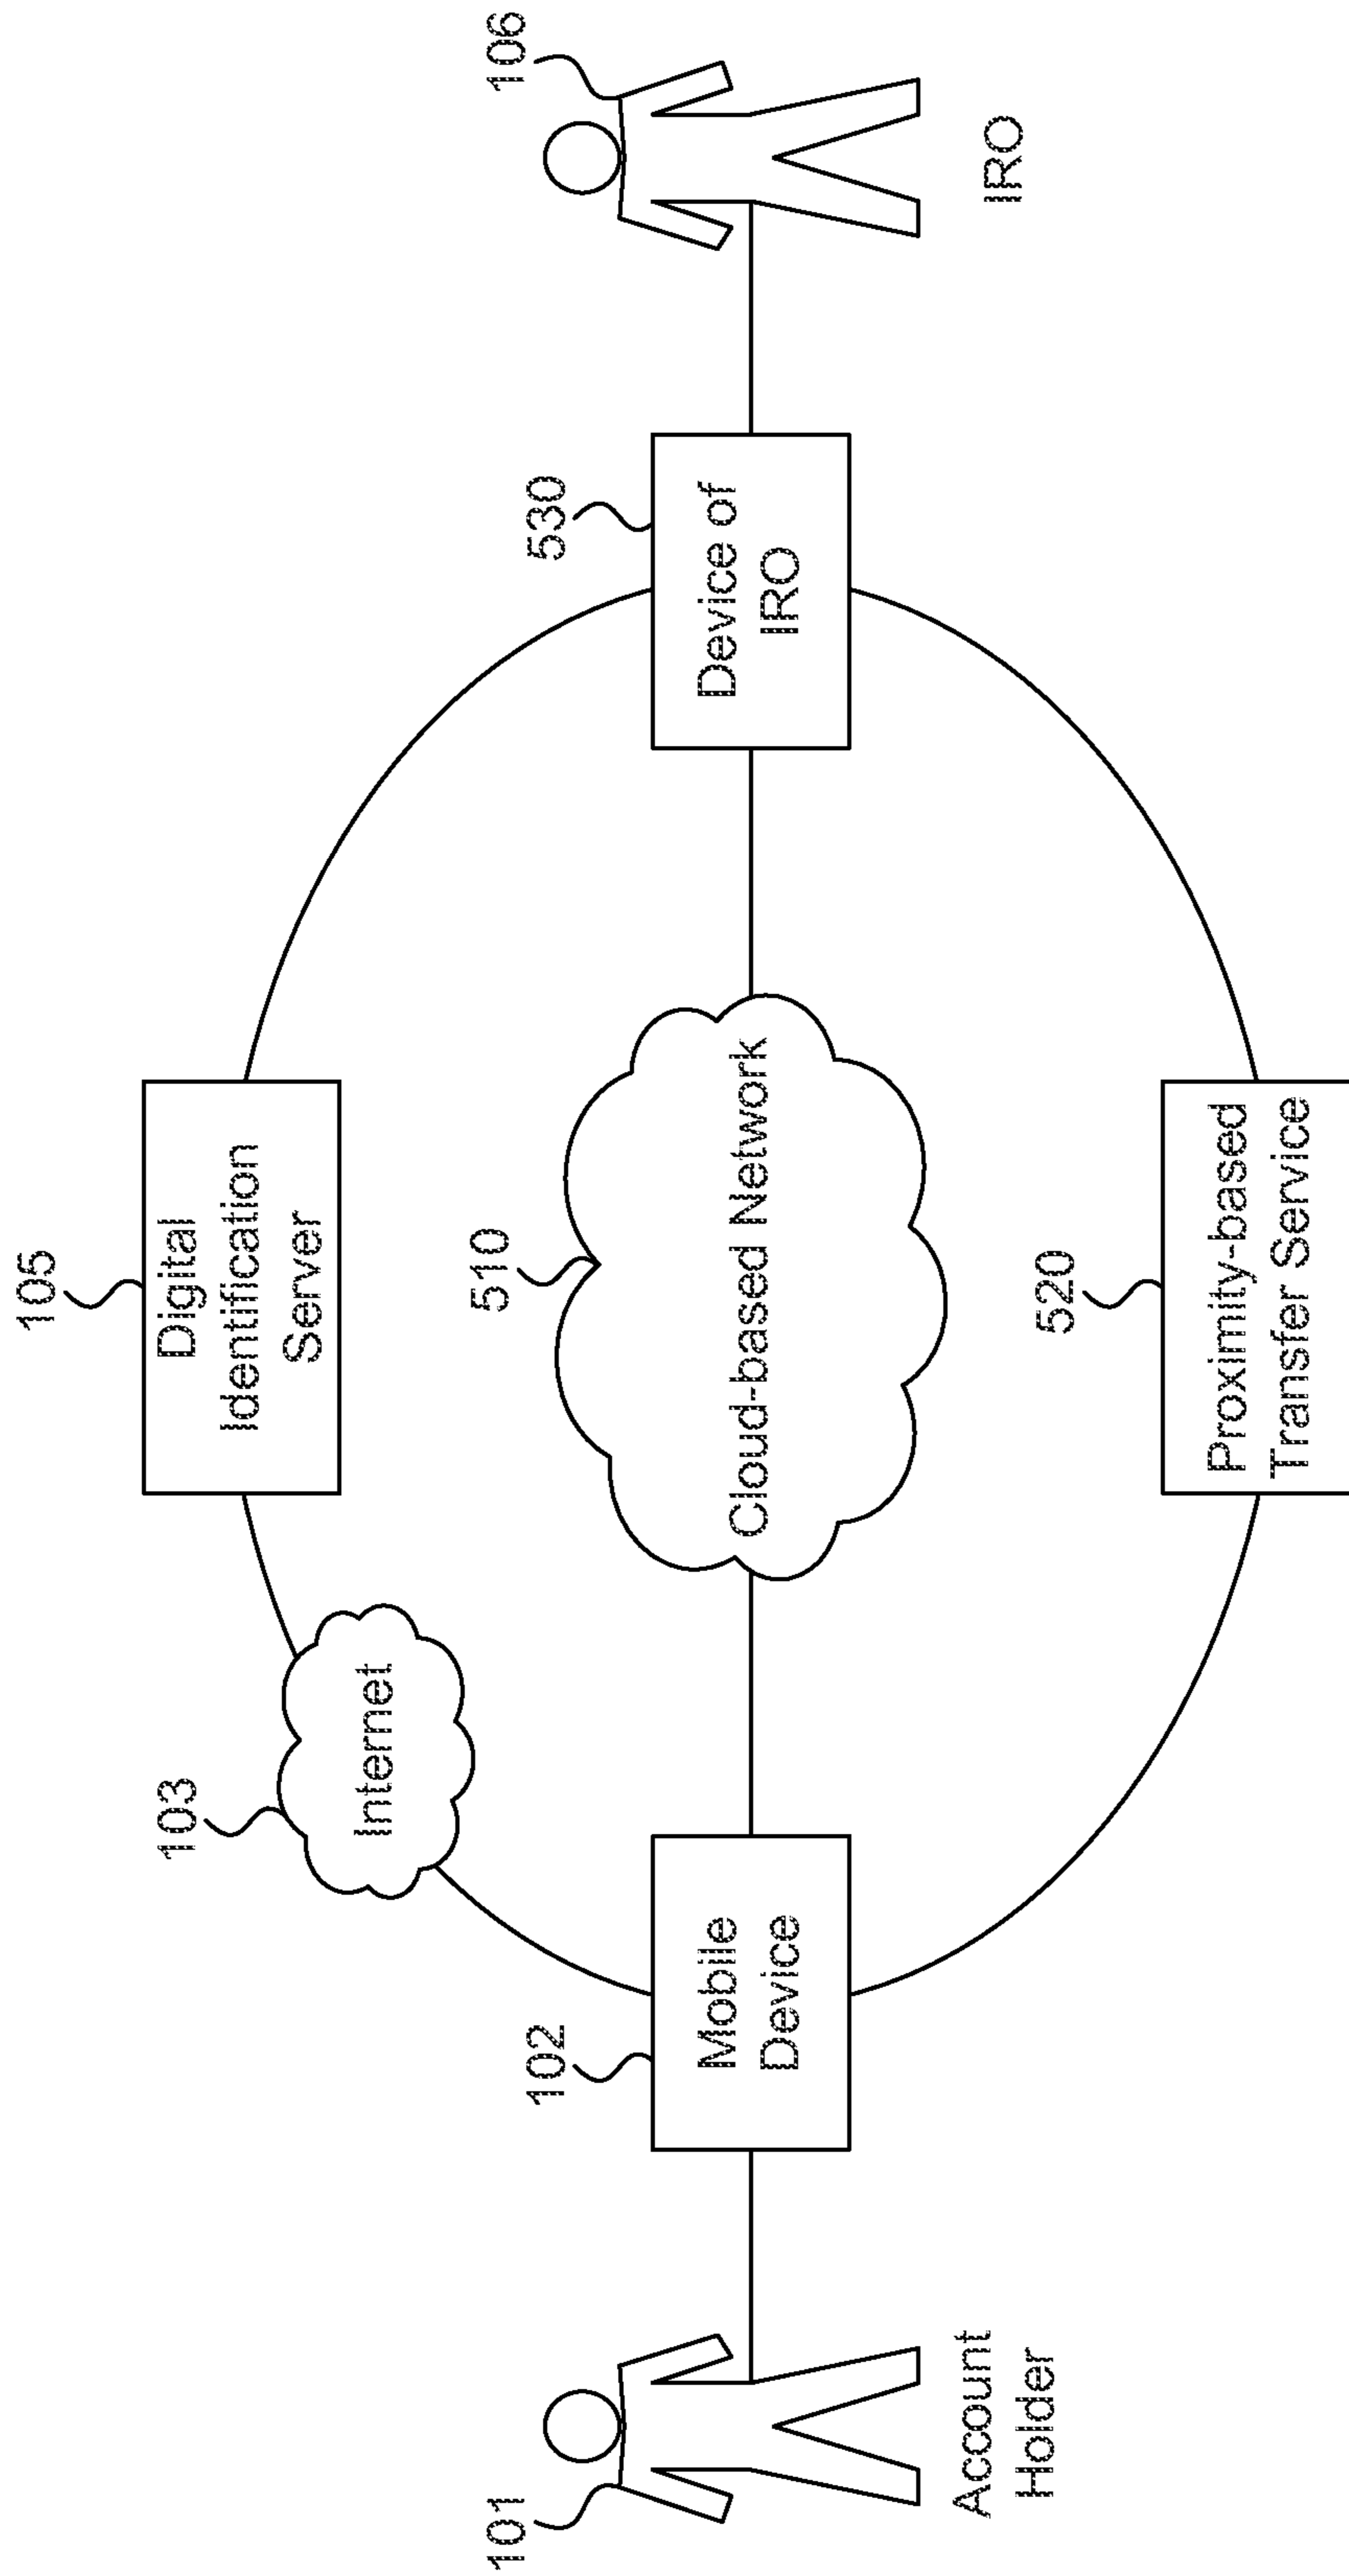 105
Digital
Identification
Server
103
Internet
101
102
Mobile
Device
510
Cloud-based Network
530
Device of
IRO
106
Account
Holder
IRO
520
Proximity-based
Transfer Service